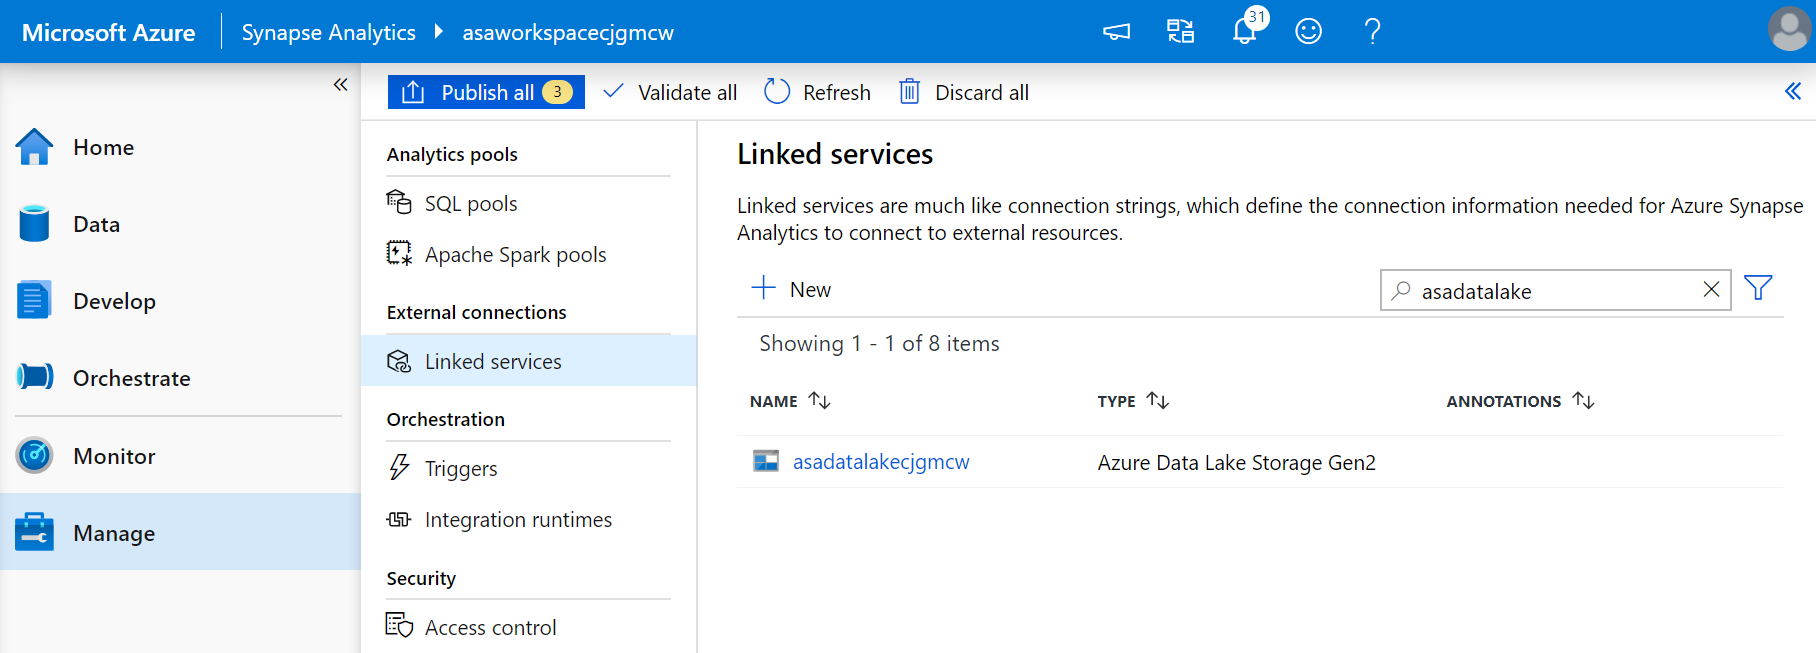 Microsoft Azure
Synapse Analytics
asaworkspacecjgmcw
31
Publish all
3
Validate all
Refresh
Discard all
Home
Data
Develop
Orchestrate
Monitor
Manage
Analytics pools
SQL pools
Apache Spark pools
External connections
Linked services
Orchestration
Triggers
Integration runtimes
Security
Access control
Linked services
Linked services are much like connection strings, which define the connection information needed for Azure Synapse
Analytics to connect to external resources.
New
asadatalake
Showing 1 - 1 of 8 items
NAME
TYPE
ANNOTATIONS
asadatalakecjgmcw
Azure Data Lake Storage Gen2